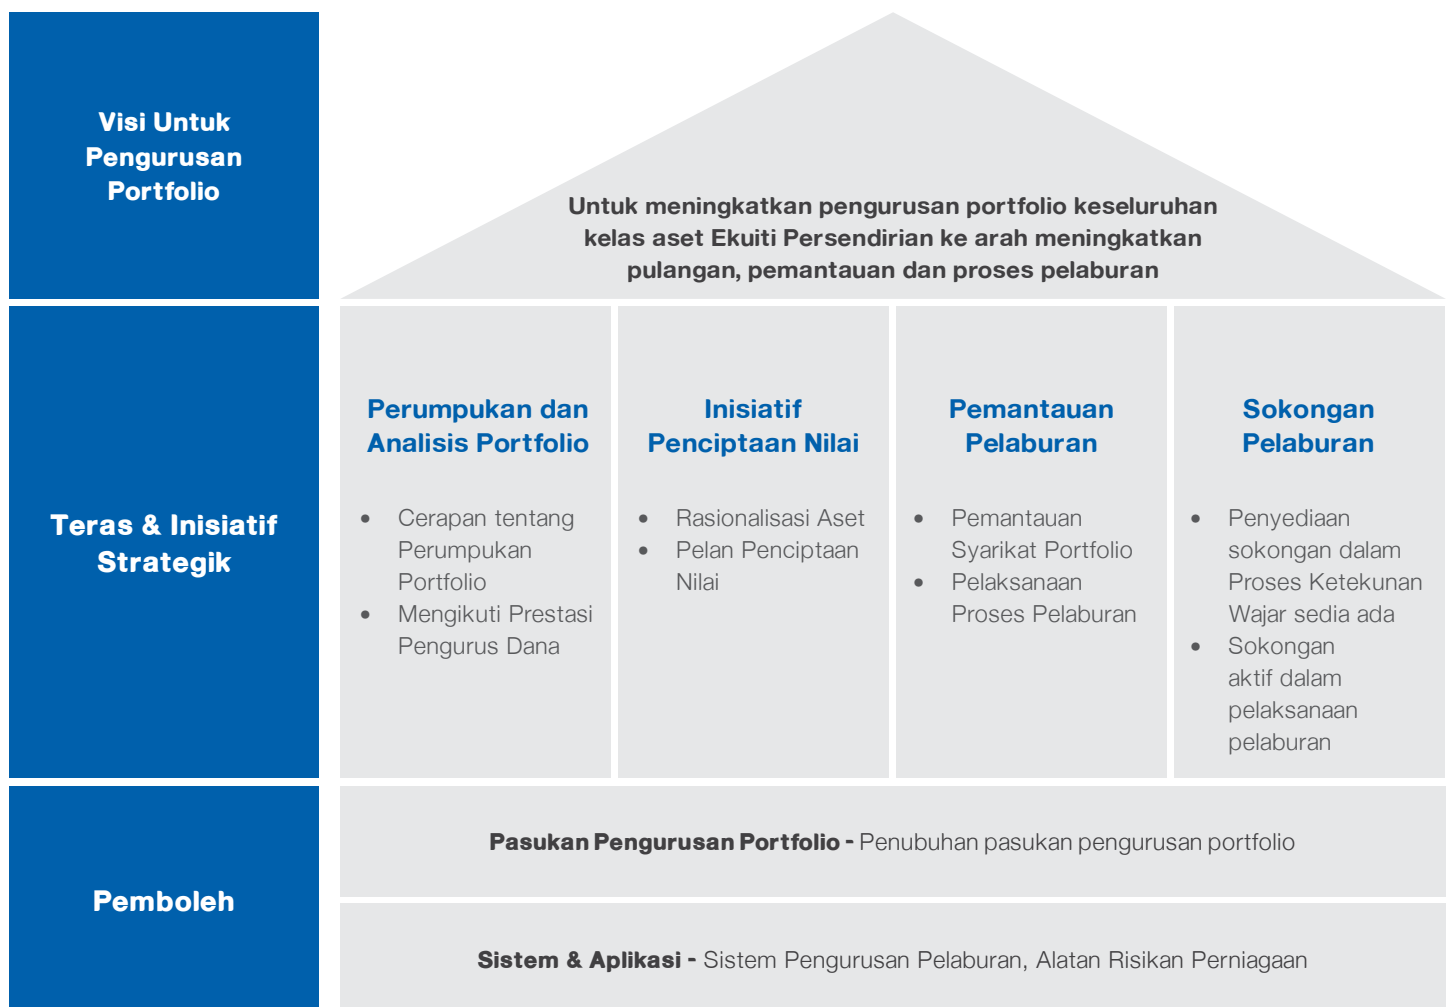 Visi Untuk
Pengurusan
Portfolio
Untuk meningkatkan pengurusan portfolio keseluruhan
kelas aset Ekuiti Persendirian ke arah meningkatkan
pulangan, pemantauan dan proses pelaburan
Teras & Inisiatif
Strategik
Perumpukan dan
Analisis Portfolio
• Cerapan tentang
Perumpukan
Portfolio
• Mengikuti Prestasi
Pengurus Dana
Inisiatif
Penciptaan Nilai
• Rasionalisasi Aset
• Pelan Penciptaan
Nilai
Pemantauan
Pelaburan
• Pemantauan
Syarikat Portfolio
• Pelaksanaan
Proses Pelaburan
Sokongan
Pelaburan
• Penyediaan
sokongan dalam
Proses Ketekunan
Wajar sedia ada
• Sokongan
aktif dalam
pelaksanaan
pelaburan
Pemboleh
Pasukan Pengurusan Portfolio - Penubuhan pasukan pengurusan portfolio
Sistem & Aplikasi - Sistem Pengurusan Pelaburan, Alatan Risikan Perniagaan